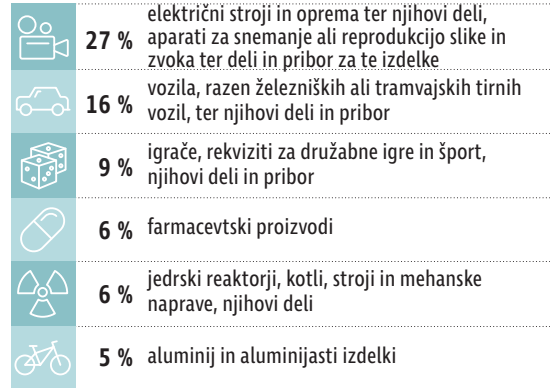 električni stroji in oprema ter njihovi deli,
27 % aparati za snemanje ali reprodukcijo slike in
zvoka ter deli in pribor za te izdelke
16 % vozila, razen železniških ali tramvajskih tirnih
vozil, ter njihovi deli in pribor
9 % igrače, rekviziti za družabne igre in šport,
njihovi deli in pribor
6 % farmacevtski proizvodi
6 % jedrski reaktorji, kotli, stroji in mehanske
naprave, njihovi deli
5 % aluminij in aluminijasti izdelki